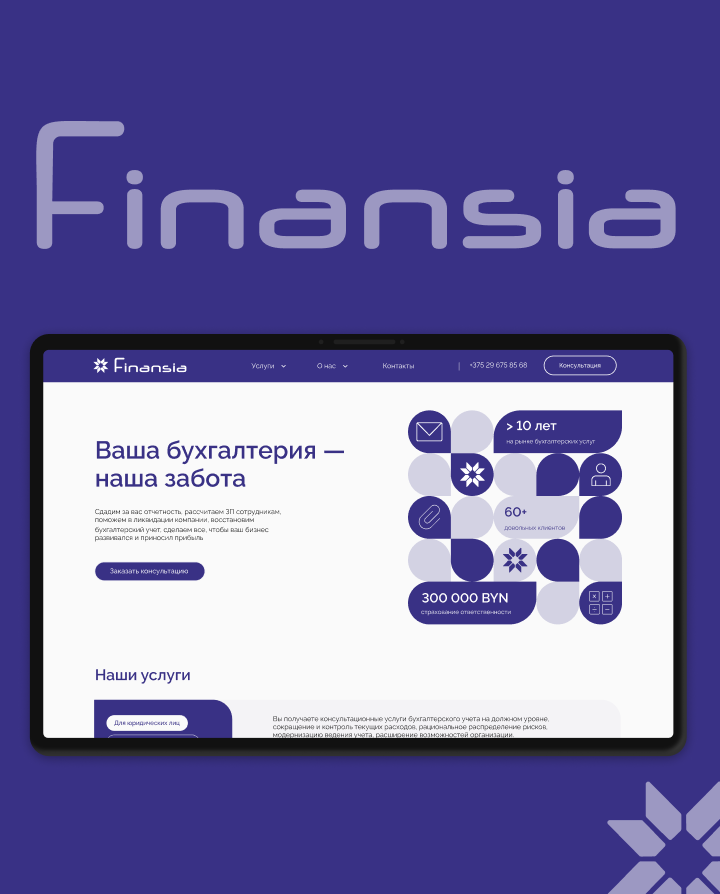 Finansia
Finansia
Услуги
О нас
Контакты
+375 29 675 85 68
Консультация
Ваша бухгалтерия —
наша забота
Сдадим за вас отчетность, рассчитаем ЗП сотрудникам,
поможем в ликвидации компании, восстановим
бухгалтерский учет, сделаем все, чтобы ваш бизнес
развивался и приносил прибыль
Заказать консультацию
> 10 лет
на рынке бухгалтерских услуг
60+
довольных клиентов
300 000 BYN
страхование ответственности
Наши услуги
Для юридических лиц
Вы получаете консультационные услуги бухгалтерского учета на должном уровне,
сокращение и контроль текущих расходов, рациональное распределение рисков,
модернизацию ведения учета, расширение возможностей организации.